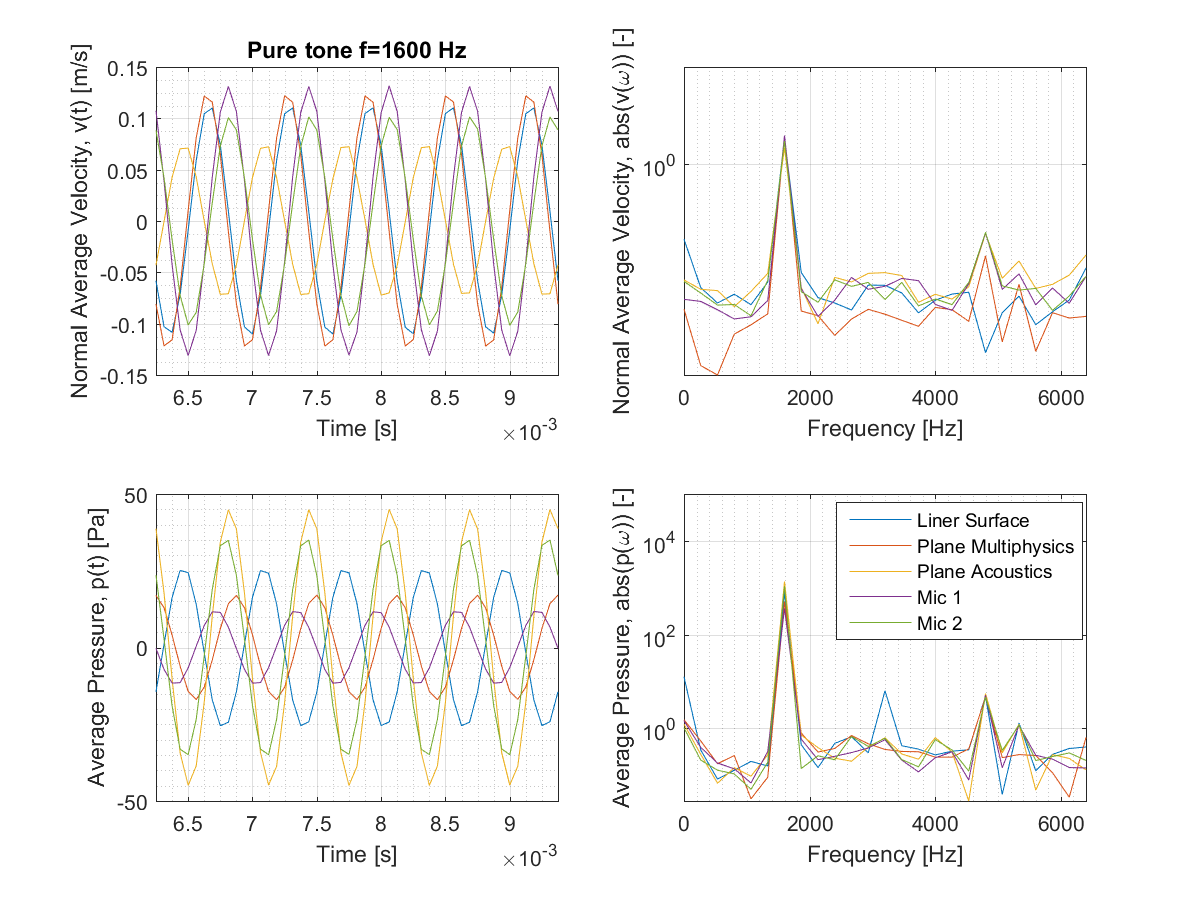 Pure tone f=1600 Hz
Normal Average Velocity, v(t) [m/s]
0.15
0.1
0.05
0
-0.05
-0.1
-0.15
6.5 7 7.5 8 8.5 9
Time [s]
×10-3
Normal Average Velocity, abs(v(ω)) [-]
100
0 2000 4000 6000
Frequency [Hz]
Average Pressure, p(t) [Pa]
50
0
-50
6.5 7 7.5 8 8.5 9
Time [s]
×10-3
Average Pressure, abs(p(ω)) [-]
104
102
100
0 2000 4000 6000
Frequency [Hz]
Liner Surface
Plane Multiphysics
Plane Acoustics
Mic 1
Mic 2